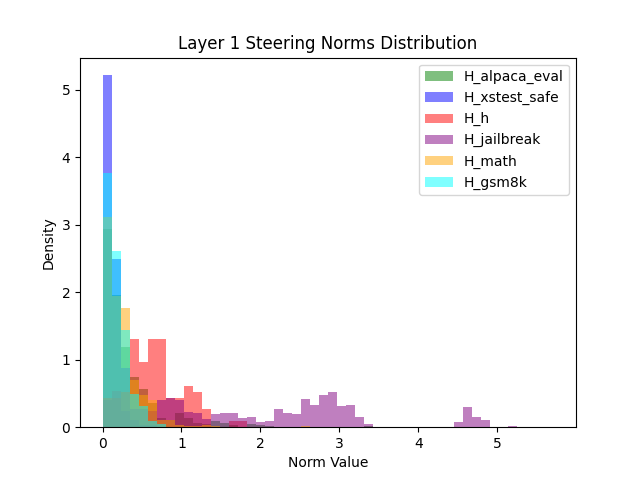 Layer 1 Steering Norms Distribution
H_alpaca_eval
H_xstest_safe
H_h
H_jailbreak
H_math
H_gsm8k
5
4
3
2
1
0
Density
0 1 2 3 4 5
Norm Value